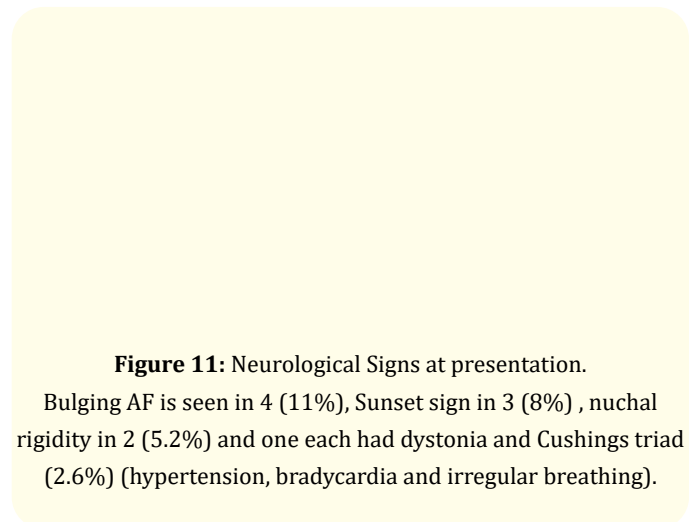 Figure 11: Neurological Signs at presentation.
Bulging AF is seen in 4 (11%), Sunset sign in 3 (8%) , nuchal
rigidity in 2 (5.2%) and one each had dystonia and Cushings triad
(2.6%) (hypertension, bradycardia and irregular breathing).